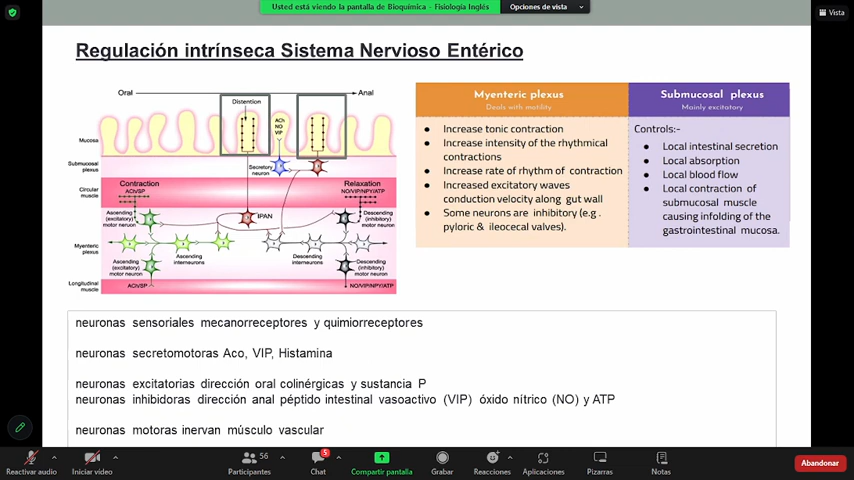 Usted está viendo la pantalla de Bioquímica - Fisiología Inglés
Opciones de vista
Vista
Regulación intrínseca Sistema Nervioso Entérico
Oral
Anal
Distention
ACh
NO
VIP
Mucosa
Submucosal
plexus
Secretory
neuron
Circular
muscle
Contraction
ACh/SP
Relaxation
NO/VIP/NPY/ATP
Ascending
(excitatory)
motor neuron
IPAN
Descending
(inhibitory)
motor neuron
Myenteric
plexus
Ascending
interneurons
Descending
interneurons
Ascending
(excitatory)
motor neuron
Descending
(inhibitory)
motor neuron
Longitudinal
muscle
ACh/SP
NO/VIP/NPY/ATP
Myenteric plexus
Deals with motility
Increase tonic contraction
Increase intensity of the rhythmical
contractions
Increase rate of rhythm of contraction
Increased excitatory waves
conduction velocity along gut wall
Some neurons are inhibitory (e.g.
pyloric & ileocecal valves).
Submucosal plexus
Mainly excitatory
Controls:-
Local intestinal secretion
Local absorption
Local blood flow
Local contraction of
submucosal muscle
causing infolding of the
gastrointestinal mucosa.
neuronas sensoriales mecanorreceptores y quimiorreceptores
neuronas secretomotoras Aco, VIP, Histamina
neuronas excitatorias dirección oral colinérgicas y sustancia P
neuronas inhibidoras dirección anal péptido intestinal vasoactivo (VIP) óxido nítrico (NO) y ATP
neuronas motoras inervan músculo vascular
Reactivar audio
Iniciar video
Participantes
56
Chat
5
Compartir pantalla
Grabar
Reacciones
Aplicaciones
Pizarras
Notas
Abandonar